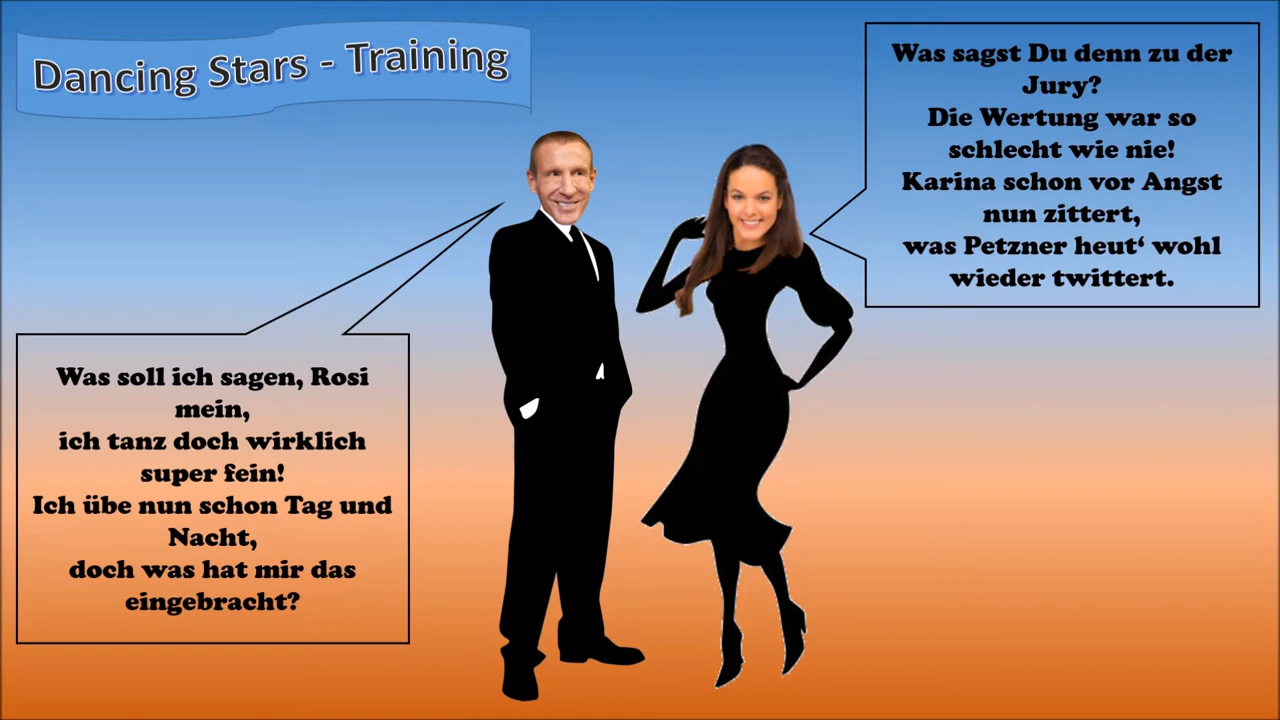 Dancing Stars - Training
Was sagst Du denn zu der
Jury?
Die Wertung war so
schlecht wie nie!
Karina schon vor Angst
nun zittert,
was Petzner heut‘ wohl
wieder twittert.
Was soll ich sagen, Rosi
mein,
ich tanz doch wirklich
super fein!
Ich übe nun schon Tag und
Nacht,
doch was hat mir das
eingebracht?